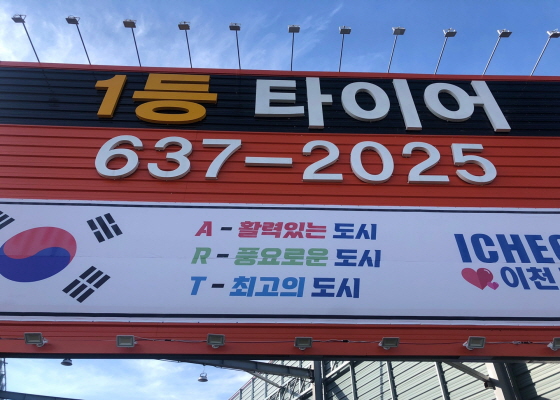 1등 타이어
637-2025
A - 활력있는 도시
R - 풍요로운 도시
T - 최고의 도시
ICHEO
이천